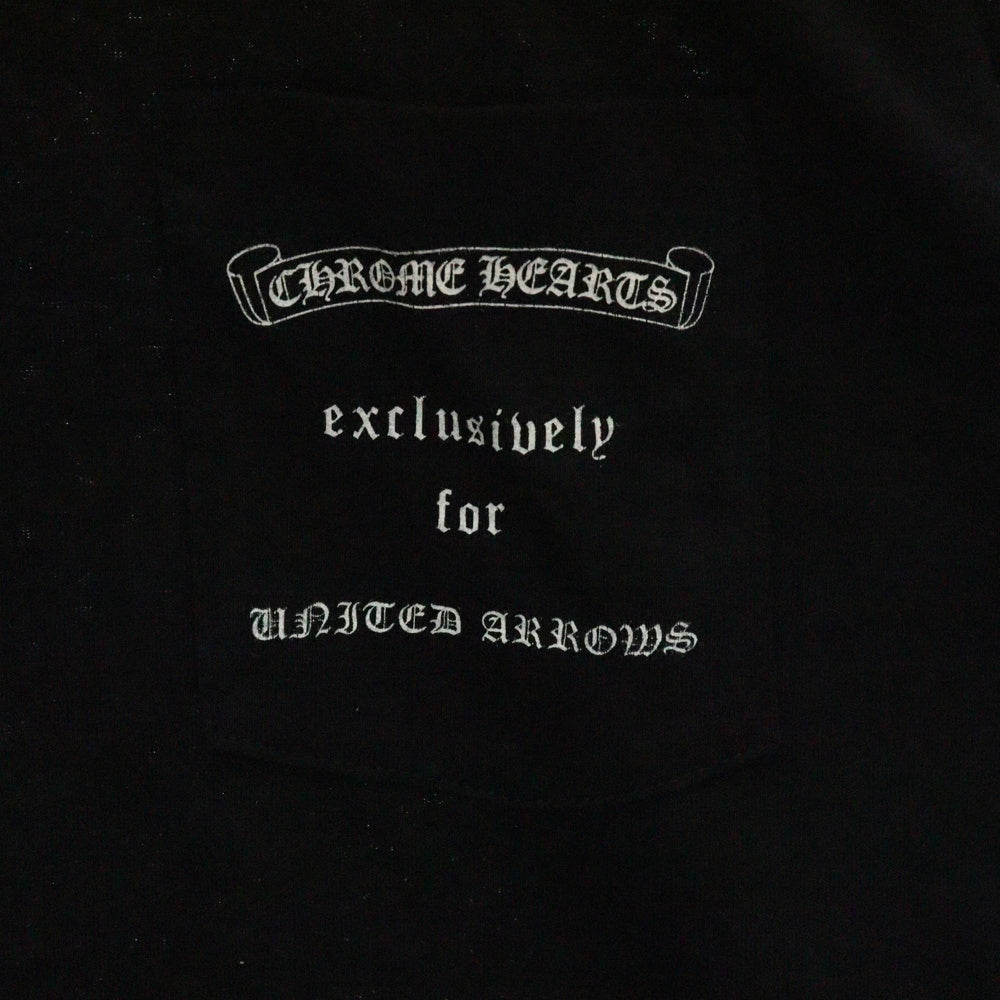 CHROME HEARTS
exclusively
for
UNITED ARROWS